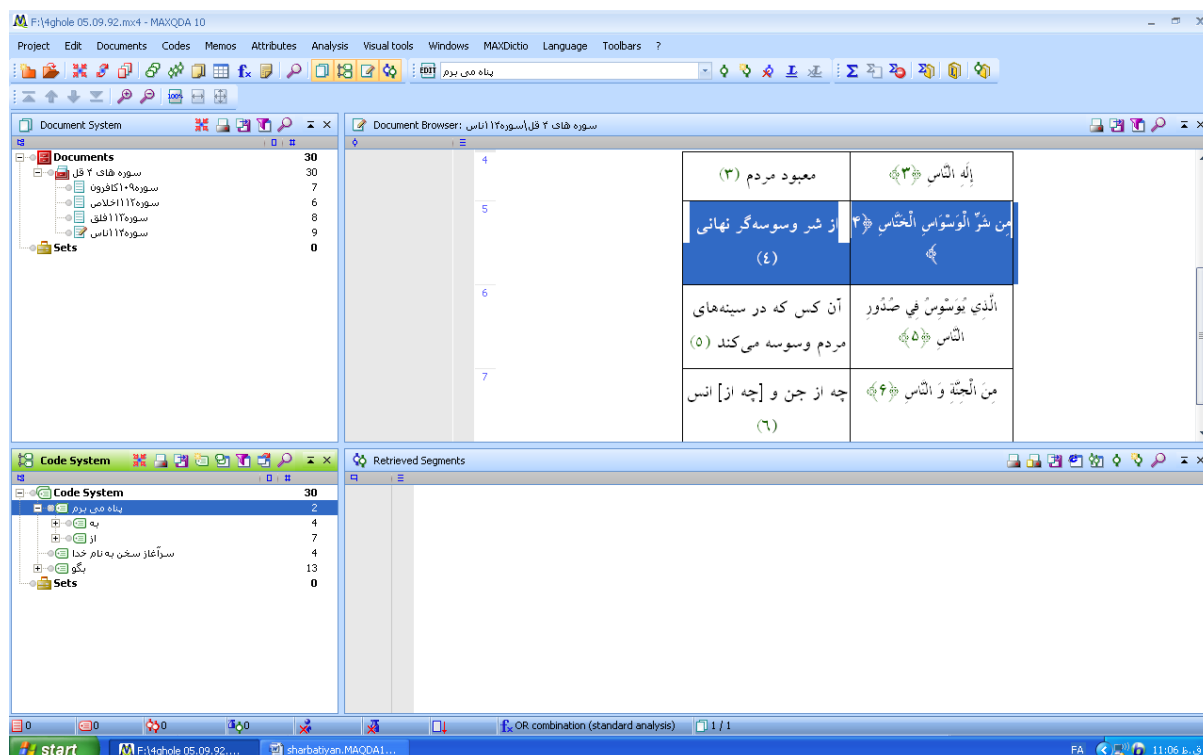 F:\4ghole 05.09.92.mx4 - MAXQDA 10
Project Edit Documents Codes Memos Attributes Analysis Visual tools Windows MAXDictio Language Toolbars ?
EDIT پناه می برم
100%
Document System
Documents 30
سوره های ۴ قل 30
سوره۱۰۹کافرون 7
سوره۱۱۲اخلاص 6
سوره۱۱۳فلق 8
سوره۱۱۴ناس 9
Sets 0
Document Browser: سوره های ۴ قل\سوره۱۱۴ناس
4
إِلَهِ النَّاسِ ﴿۳﴾
معبود مردم (۳)
5
مِن شَرِّ الْوَسْوَاسِ الْخَنَّاسِ ﴿۴
﴾
از شر وسوسه‌گر نهانی
(٤)
6
الَّذِي يُوَسْوِسُ فِي صُدُورِ
النَّاسِ ﴿۵﴾
آن کس که در سینه‌های
مردم وسوسه می‌کند (٥)
7
مِنَ الْجِنَّةِ وَ النَّاسِ ﴿۶﴾
چه از جن و [چه از] انس
(٦)
Code System
Code System 30
پناه می برم 2
به 4
از 7
سرآغاز سخن به نام خدا 4
بگو 13
Sets 0
Retrieved Segments
0 0 0 0 OR combination (standard analysis) 1 / 1
start F:\4ghole 05.09.92.... sharbatiyan.MAQDA1... FA 11:06 ق.ظ